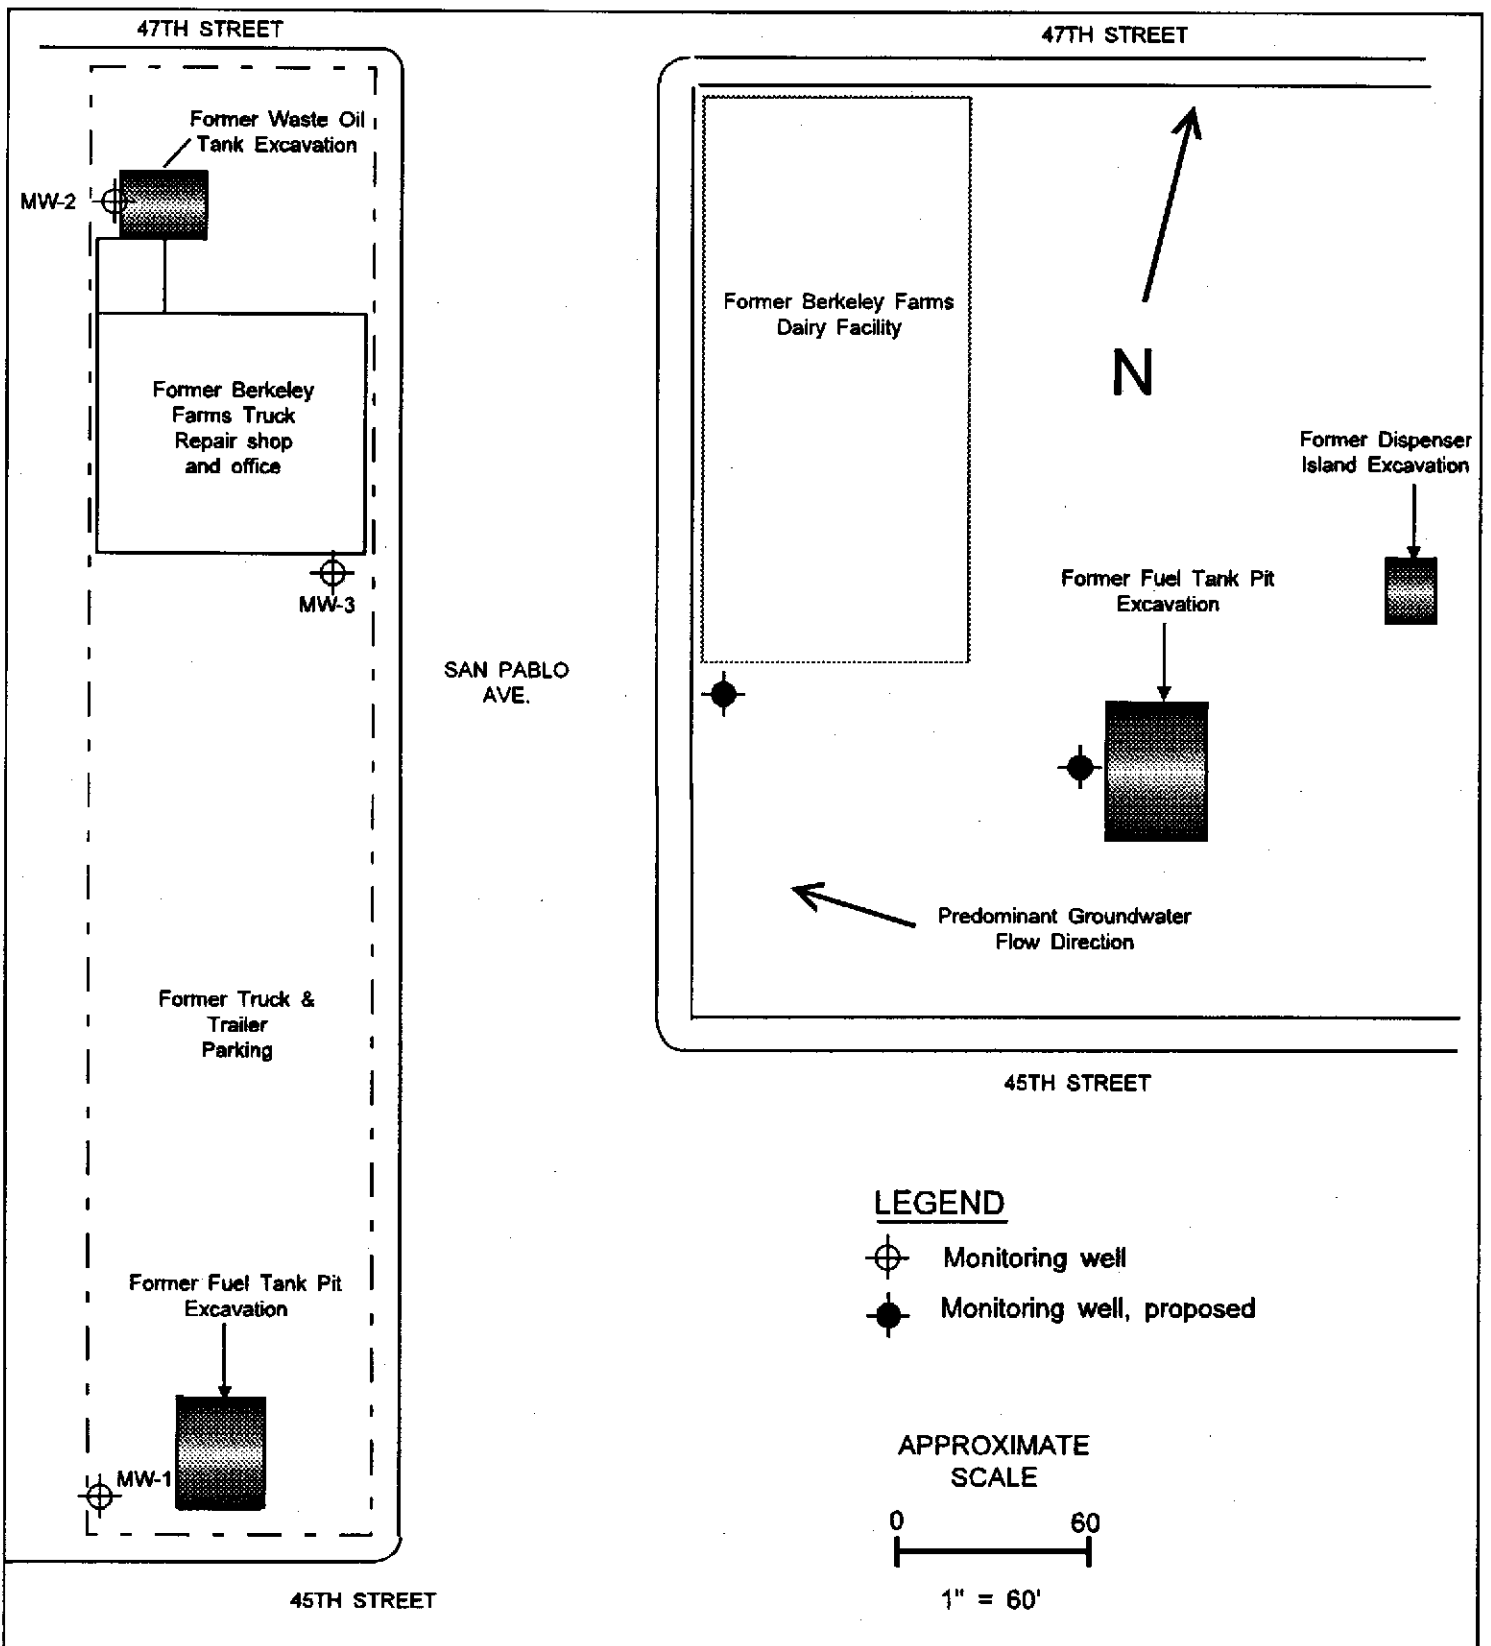 47TH STREET
47TH STREET
Former Waste Oil
Tank Excavation
MW-2
Former Berkeley Farms
Dairy Facility
N
Former Berkeley
Farms Truck
Repair shop
and office
Former Dispenser
Island Excavation
MW-3
Former Fuel Tank Pit
Excavation
SAN PABLO
AVE.
Predominant Groundwater
Flow Direction
Former Truck &
Trailer
Parking
45TH STREET
LEGEND
Monitoring well
Monitoring well, proposed
Former Fuel Tank Pit
Excavation
MW-1
APPROXIMATE
SCALE
0 60
1" = 60'
45TH STREET